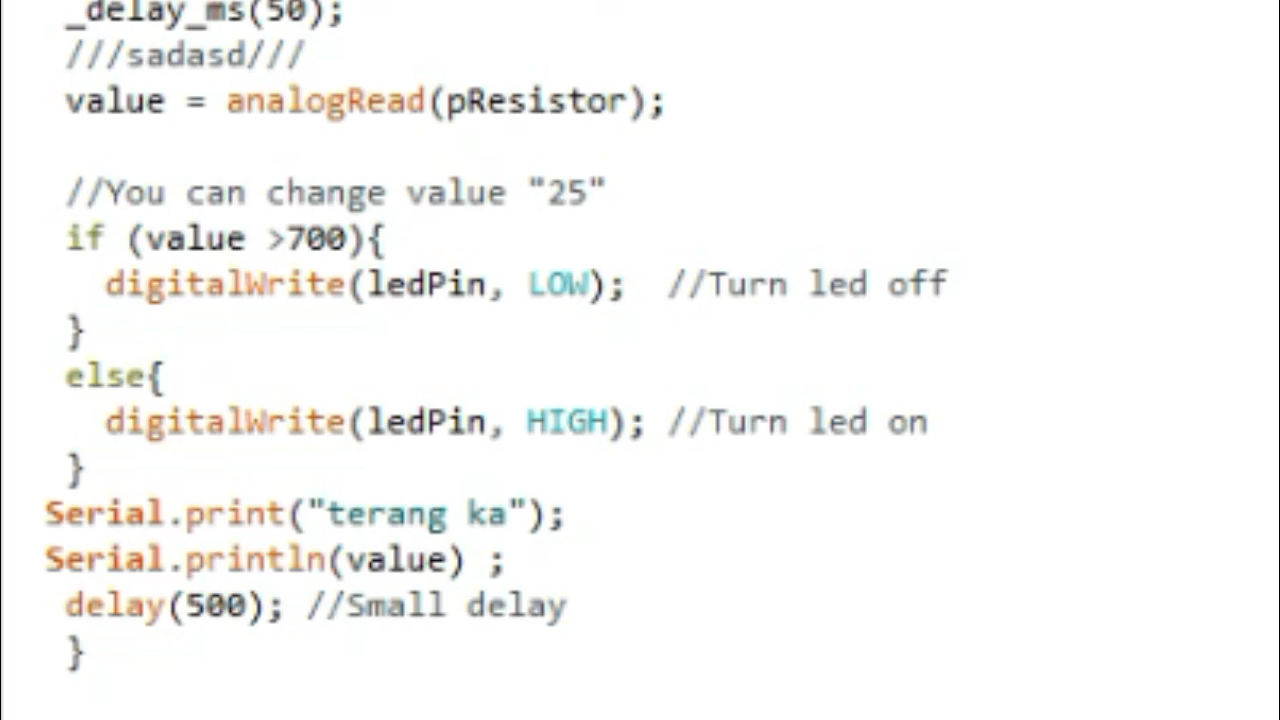 _delay_ms(50);
///sadasd///
value = analogRead(pResistor);
//You can change value "25"
if (value >700){
digitalWrite(ledPin, LOW);  //Turn led off
}
else{
digitalWrite(ledPin, HIGH); //Turn led on
}
Serial.print("terang ka");
Serial.println(value) ;
delay(500); //Small delay
}